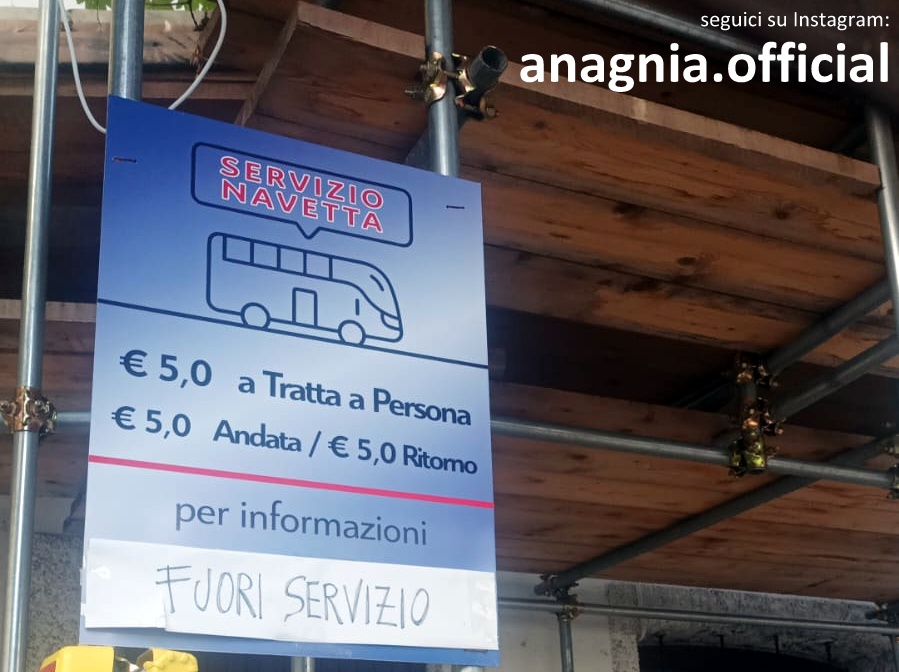 seguici su Instagram:
anagnia.official
SERVIZIO
NAVETTA
€ 5,0 a Tratta a Persona
€ 5,0 Andata / € 5,0 Ritorno
per informazioni
FUORI SERVIZIO